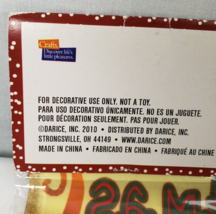 Crafts
Discover life's
little pleasures.
FOR DECORATIVE USE ONLY, NOT A TOY.
PARA USO DECORATIVO ÚNICAMENTE. NO ES UN JUGUETE.
POUR DÉCORATION SEULEMENT. PAS POUR JOUER.
©DARICE, INC. 2010 • DISTRIBUTED BY DARICE, INC.
STRONGSVILLE, OH 44149 • WWW.DARICE.COM
MADE IN CHINA • FABRICADO EN CHINA • FABRIQUÉ AU CHINE